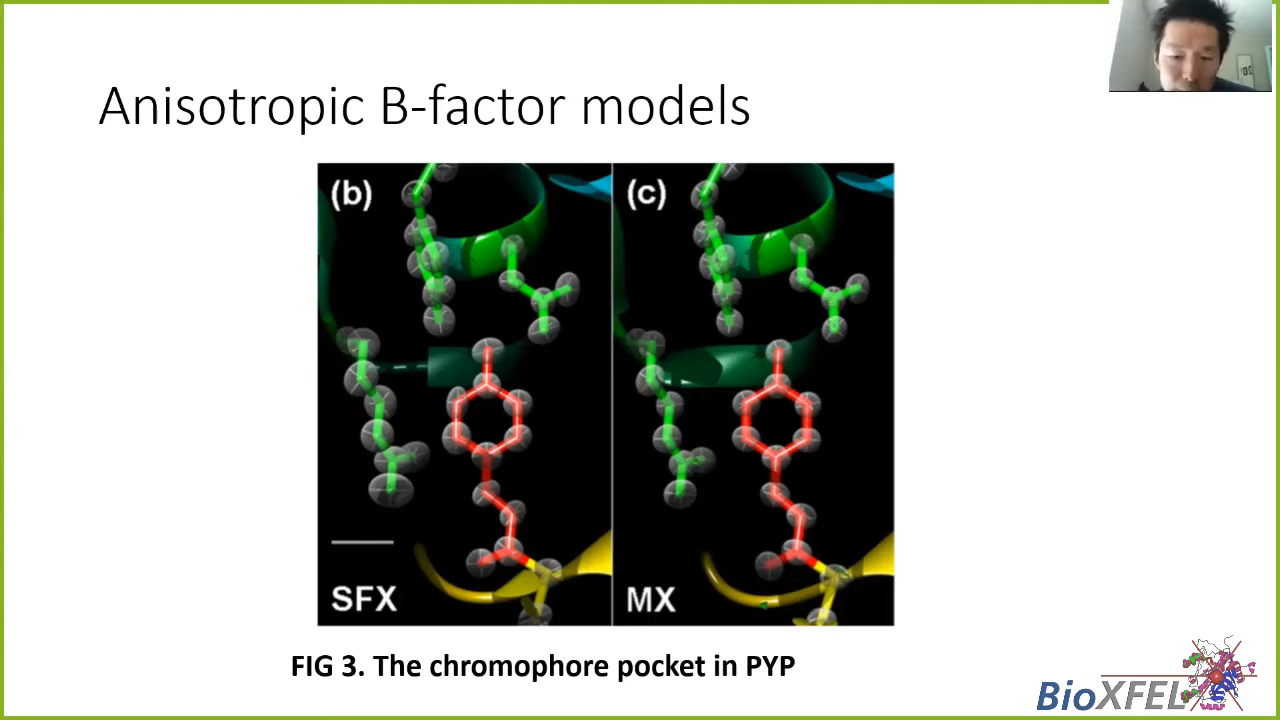 Anisotropic B-factor models
(b)
(c)
SFX
MX
FIG 3. The chromophore pocket in PYP
BioXFEL